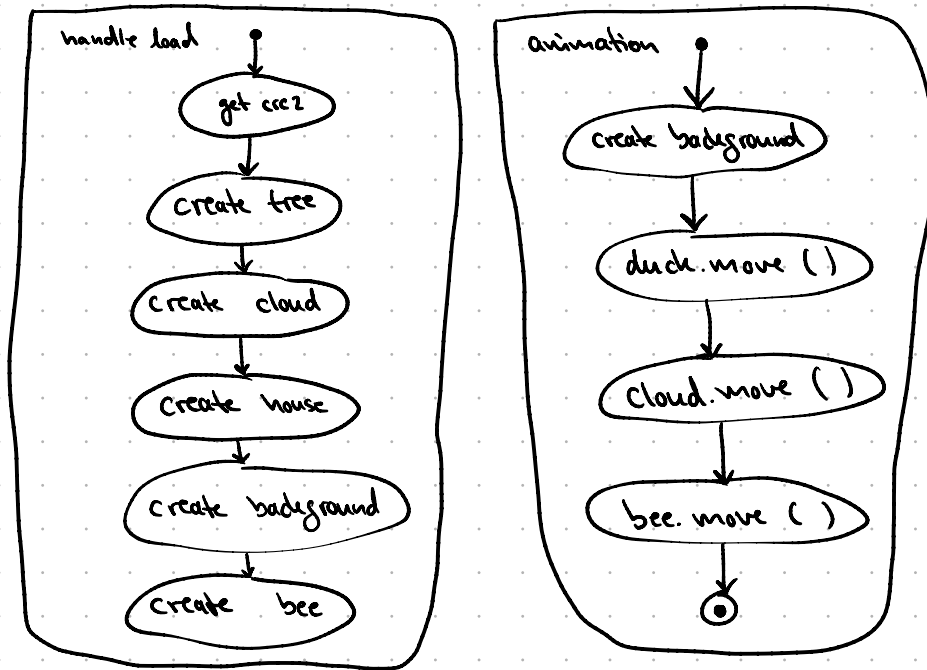 handle load
get crc2
create tree
create cloud
create house
create background
create bee
animation
create background
duck.move ( )
cloud.move ( )
bee. move ( )